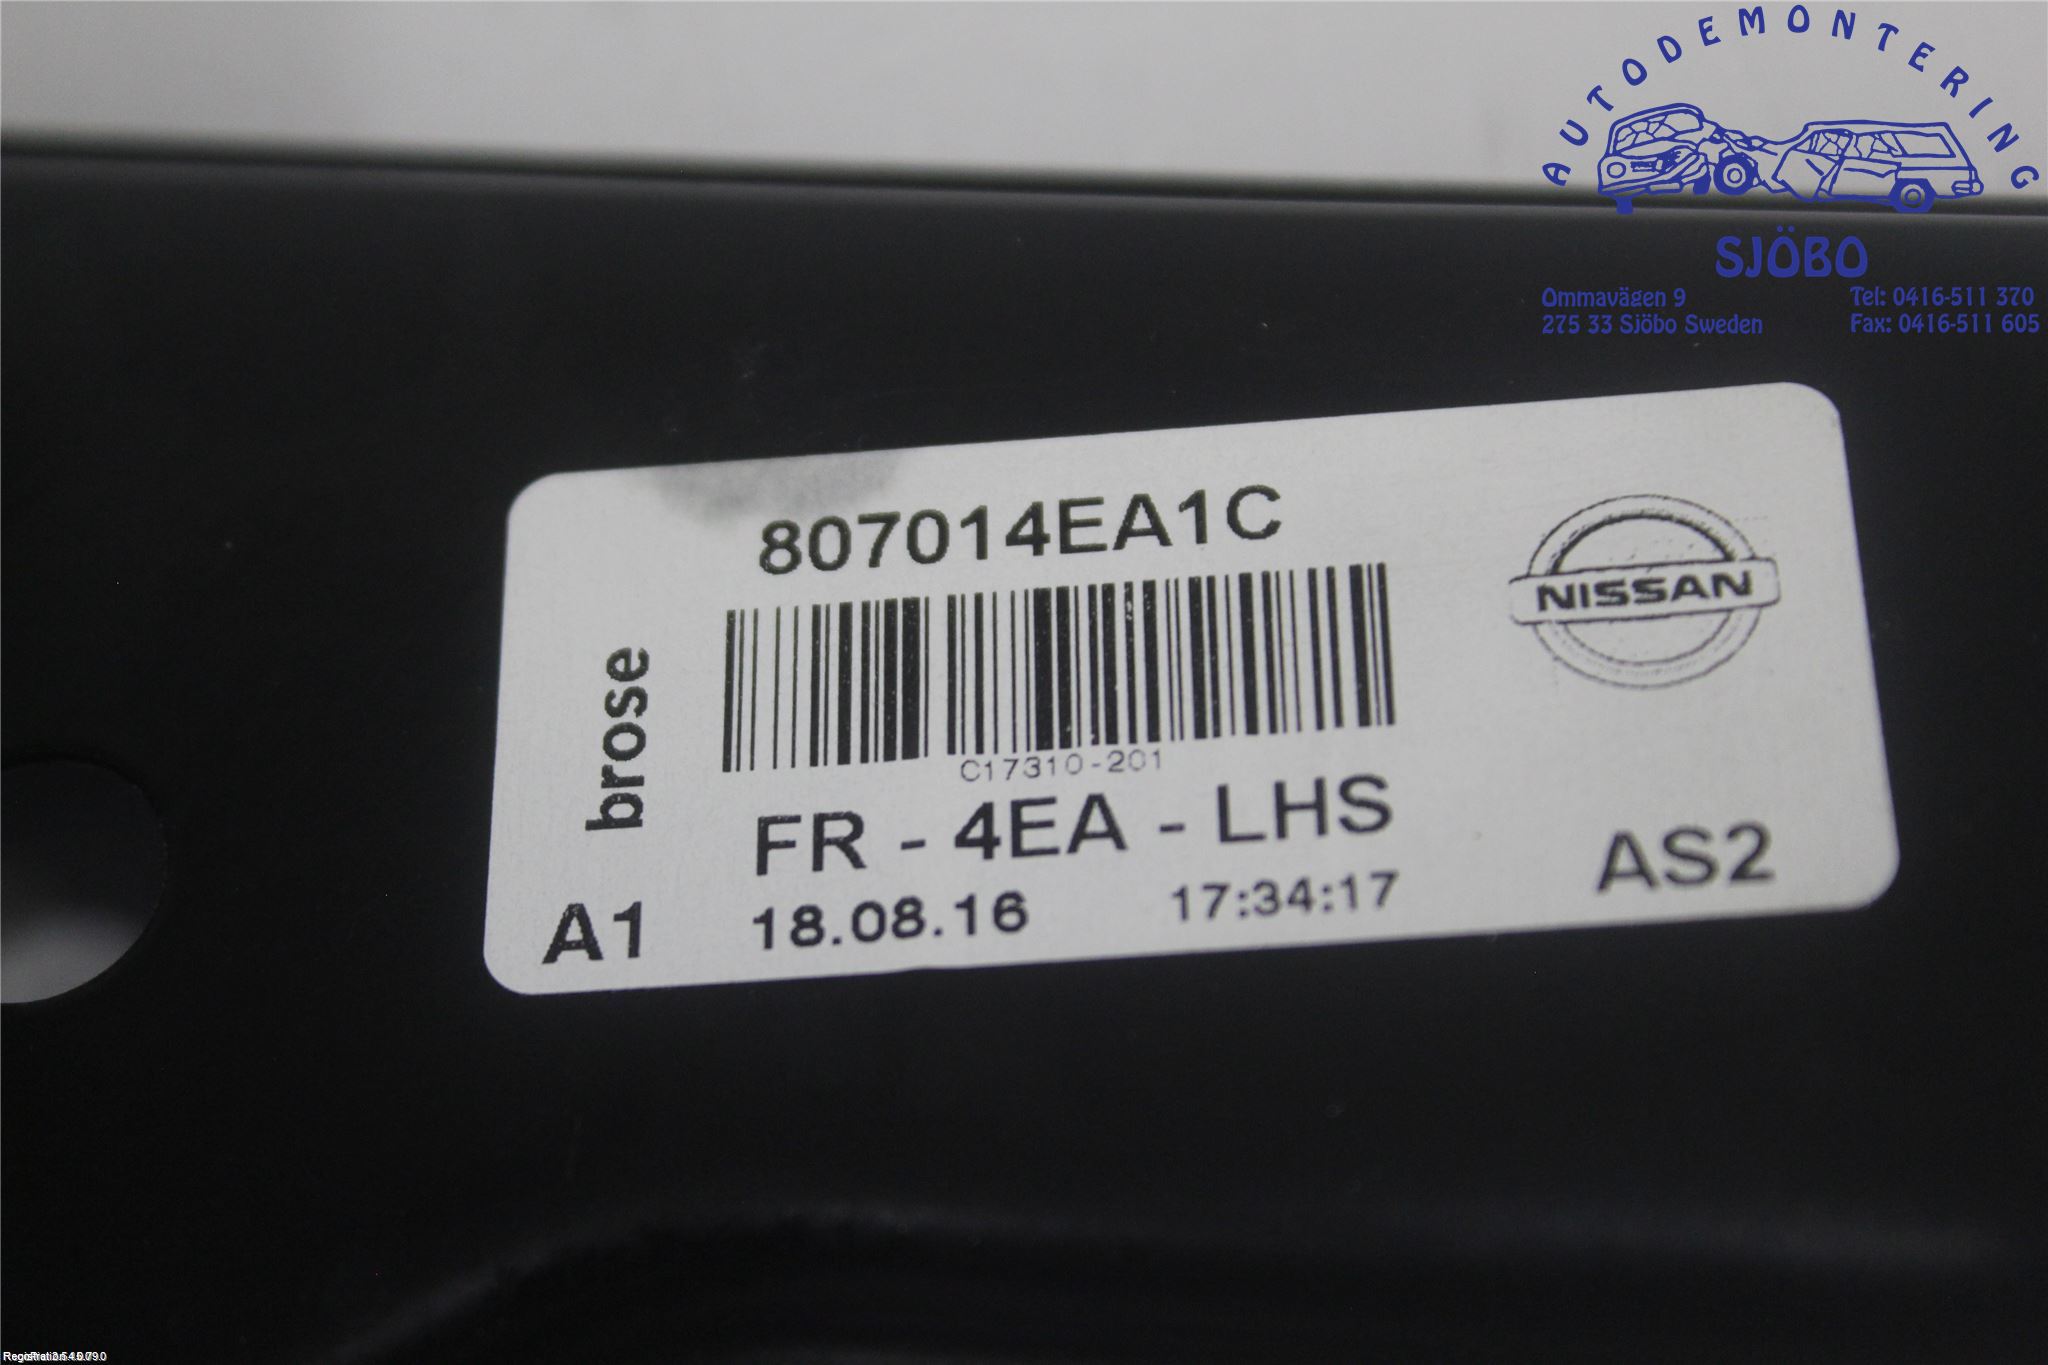 AUTODEMONTERING
SJÖBO
Ommavägen 9
Tel: 0416-511 370
275 33 Sjöbo Sweden
Fax: 0416-511 605
807014EA1C
NISSAN
brose
C17310-201
FR - 4EA - LHS
AS2
A1
18.08.16
17:34:17